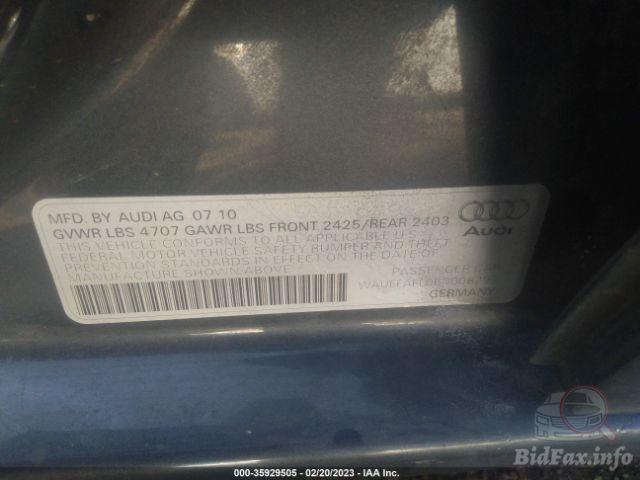 MFD. BY AUDI AG 07 10
GVWR LBS 4707 GAWR LBS FRONT 2425/REAR 2403
THIS VEHICLE CONFORMS TO ALL APPLICABLE U.S.
FEDERAL MOTOR VEHICLE SAFETY BUMPER AND THEFT
PREVENTION STANDARDS IN EFFECT ON THE DATE OF
MANUFACTURE SHOWN ABOVE
Audi
PASSENGER CAR
GERMANY
BidFax.info
000-35929505 - 02/20/2023 - IAA Inc.